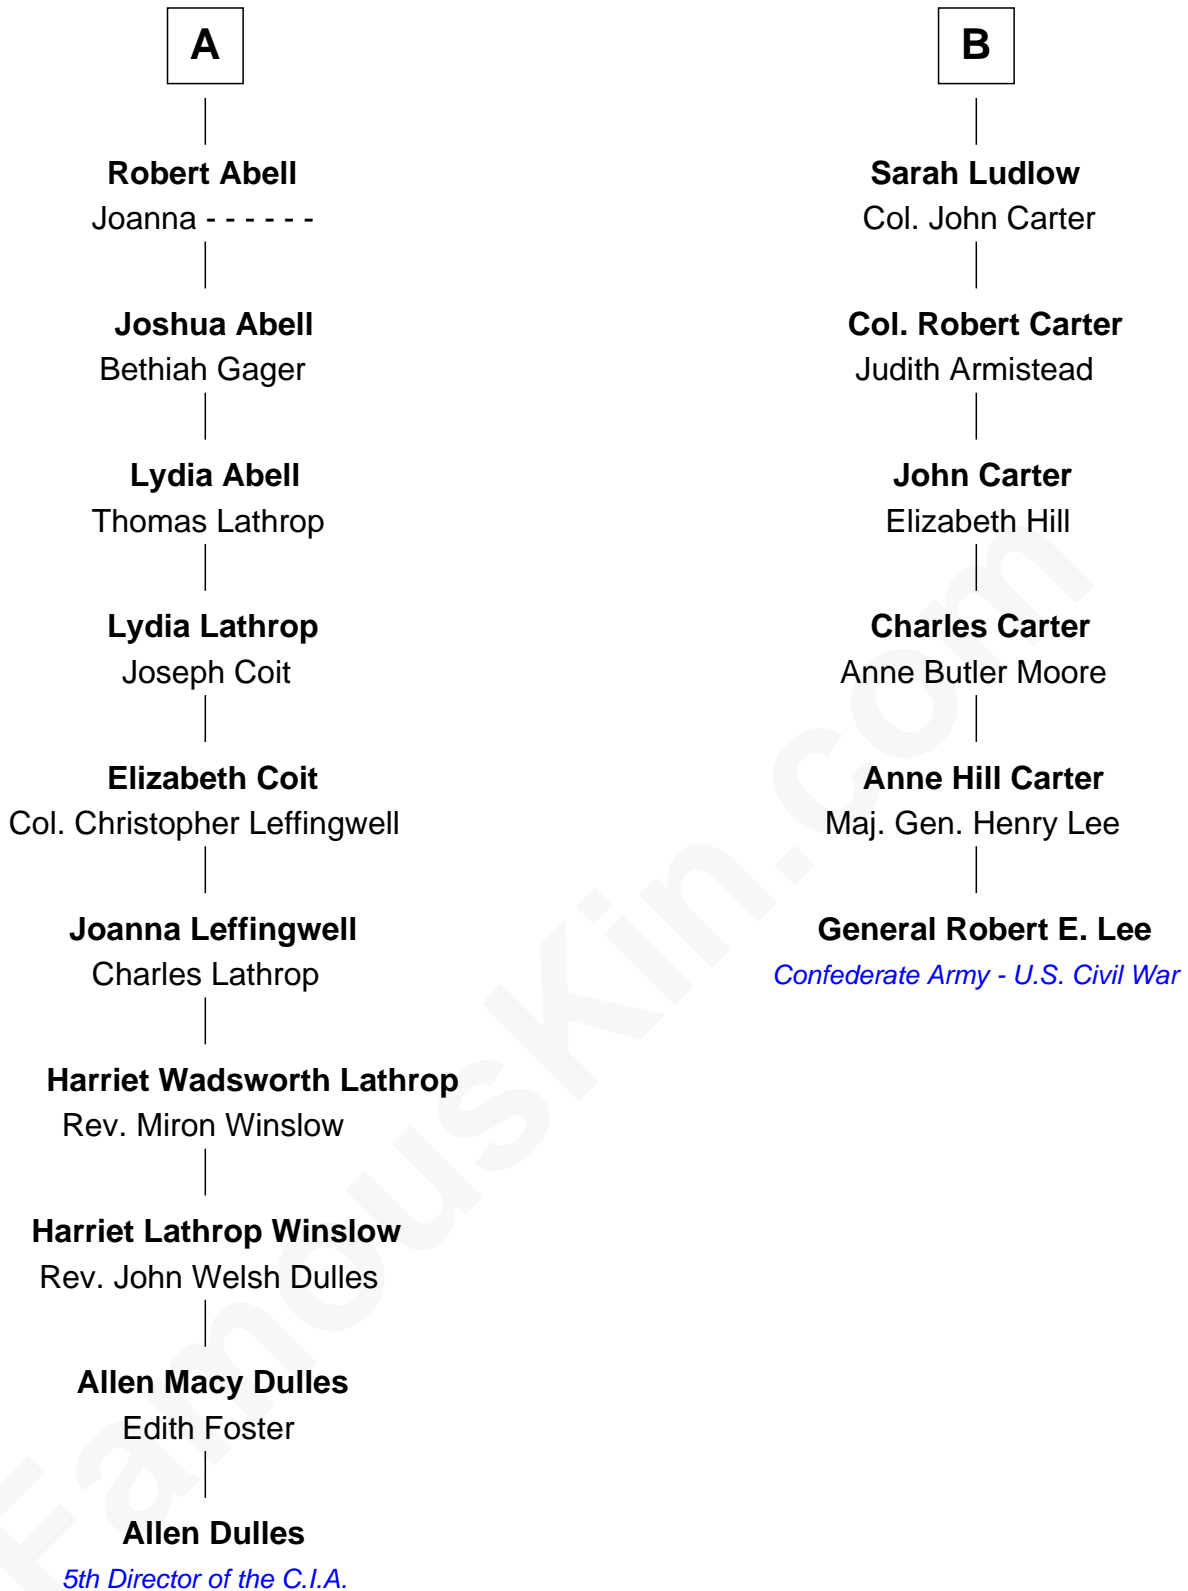 A
Robert Abell
Joanna - - - - - -
Joshua Abell
Bethiah Gager
Lydia Abell
Thomas Lathrop
Lydia Lathrop
Joseph Coit
Elizabeth Coit
Col. Christopher Leffingwell
Joanna Leffingwell
Charles Lathrop
Harriet Wadsworth Lathrop
Rev. Miron Winslow
Harriet Lathrop Winslow
Rev. John Welsh Dulles
Allen Macy Dulles
Edith Foster
Allen Dulles
5th Director of the C.I.A.
B
Sarah Ludlow
Col. John Carter
Col. Robert Carter
Judith Armistead
John Carter
Elizabeth Hill
Charles Carter
Anne Butler Moore
Anne Hill Carter
Maj. Gen. Henry Lee
General Robert E. Lee
Confederate Army - U.S. Civil War
FamousKin.com